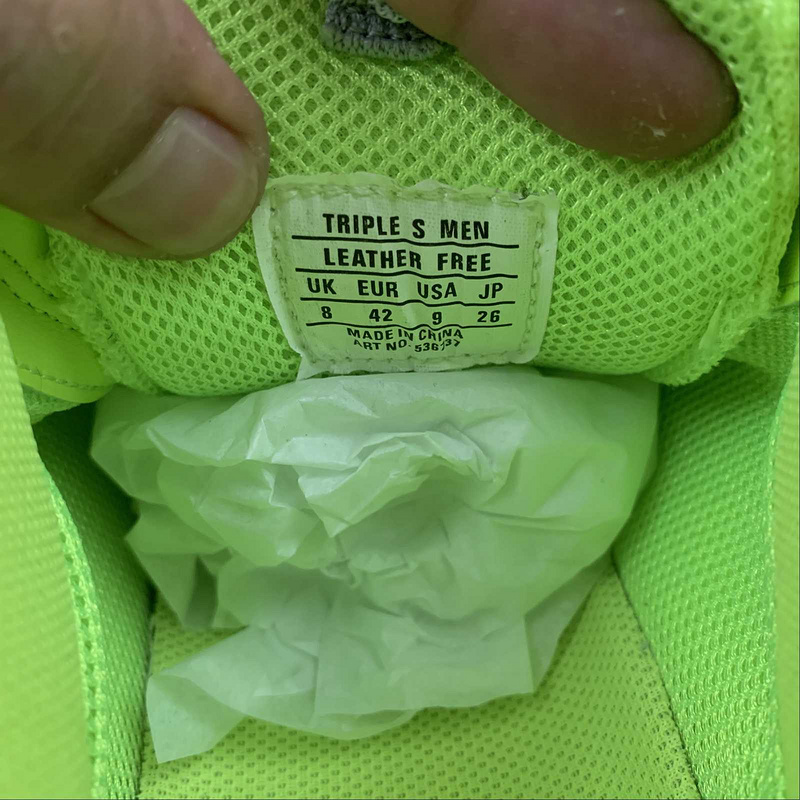 TRIPLE S MEN
LEATHER FREE
UK EUR USA JP
8 42 9 26
MADE IN CHINA
ART NO: